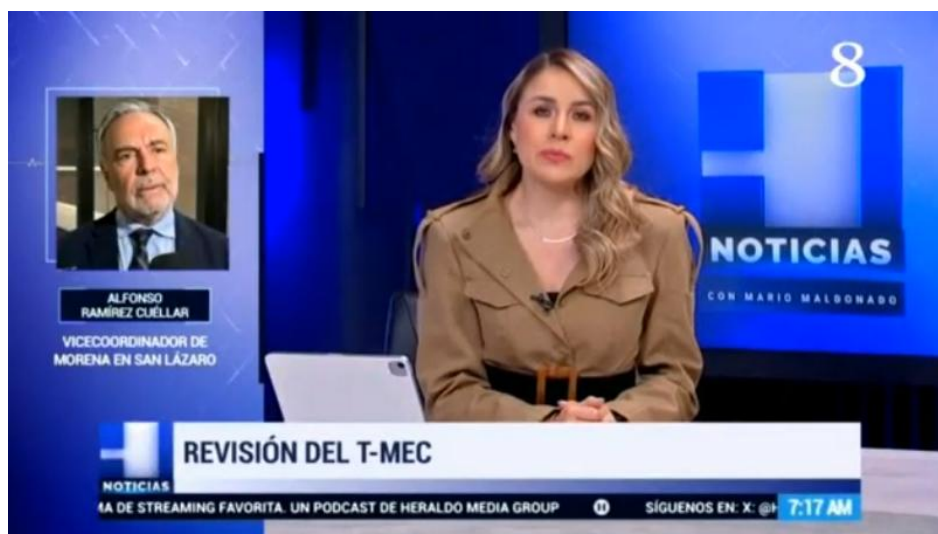 8
NOTICIAS
CON MARIO MALDONADO
ALFONSO
RAMÍREZ CUÉLLAR
VICECOORDINADOR DE
MORENA EN SAN LÁZARO
REVISIÓN DEL T-MEC
NOTICIAS
MA DE STREAMING FAVORITA. UN PODCAST DE HERALDO MEDIA GROUP
SÍGUENOS EN: X: @H
7:17 AM